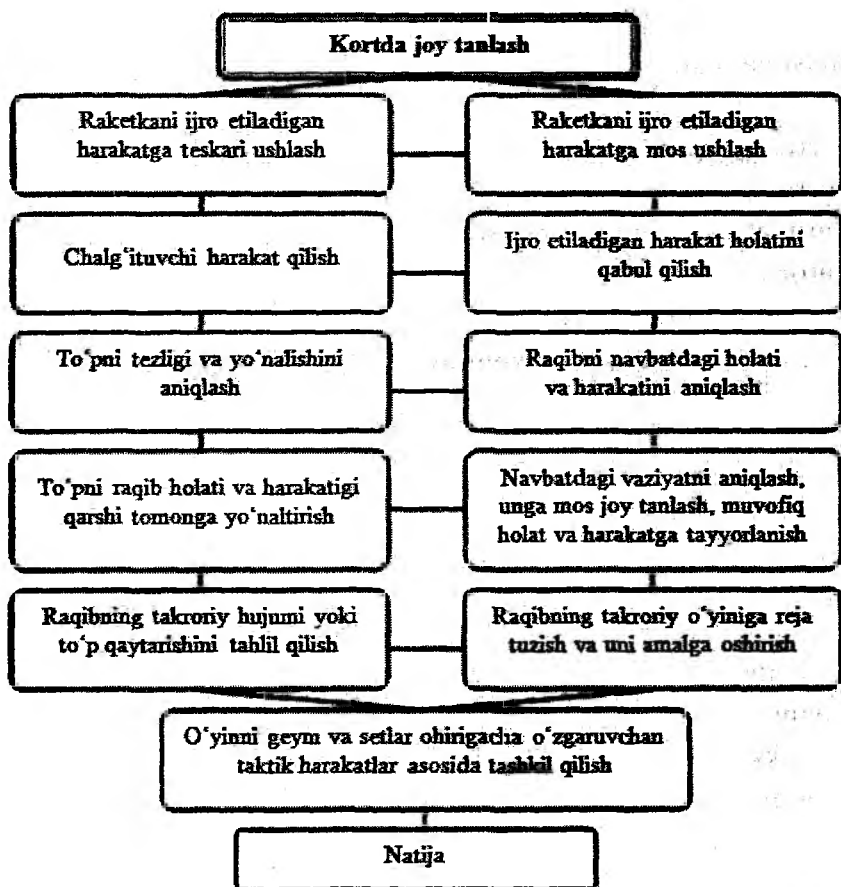 Kortda joy tanlash
Raketkani ijro etiladigan
harakatga teskari ushlash
Raketkani ijro etiladigan
harakatga mos ushlash
Chalg‘ituvchi harakat qilish
Ijro etiladigan harakat holatini
qabul qilish
To‘pni tezligi va yo‘nalishini
aniqlash
Raqibni navbatdagi holati
va harakatini aniqlash
To‘pni raqib holati va harakatigi
qarshi tomonga yo‘naltirish
Navbatdagi vaziyatni aniqlash,
unga mos joy tanlash, muvofiq
holat va harakatga tayyorlanish
Raqibning takroriy hujumi yoki
to‘p qaytarishini tahlil qilish
Raqibning takroriy o‘yiniga reja
tuzish va uni amalga oshirish
O‘yinni geym va setlar ohirigacha o‘zgaruvchan
taktik harakatlar asosida tashkil qilish
Natija